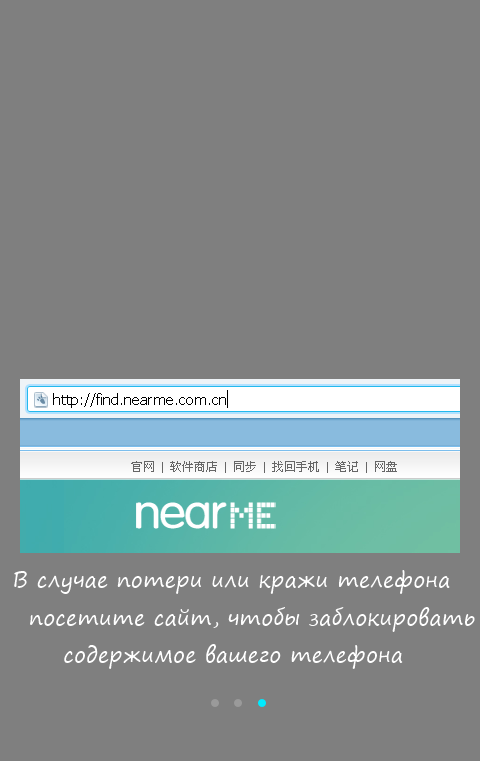 http://find.nearme.com.cn
官网 | 软件商店 | 同步 | 找回手机 | 笔记 | 网盘
nearME
В случае потери или кражи телефона
посетите сайт, чтобы заблокировать
содержимое вашего телефона